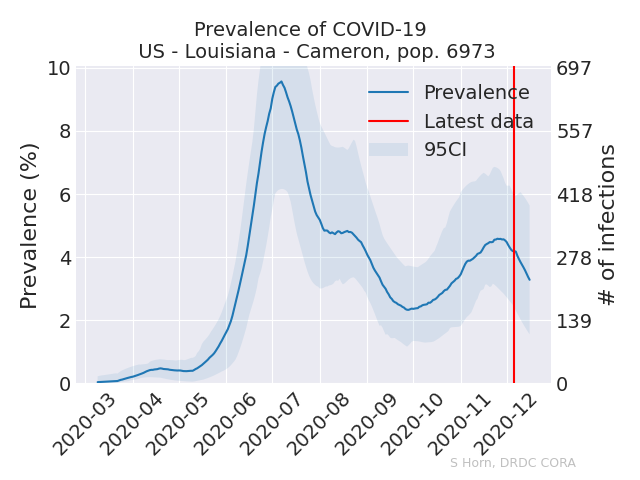 Prevalence of COVID-19
US - Louisiana - Cameron, pop. 6973
Prevalence (%)
10
8
6
4
2
0
Prevalence
Latest data
95CI
697
557
418
278
139
0
# of infections
2020-03
2020-04
2020-05
2020-06
2020-07
2020-08
2020-09
2020-10
2020-11
2020-12
S Horn, DRDC CORA